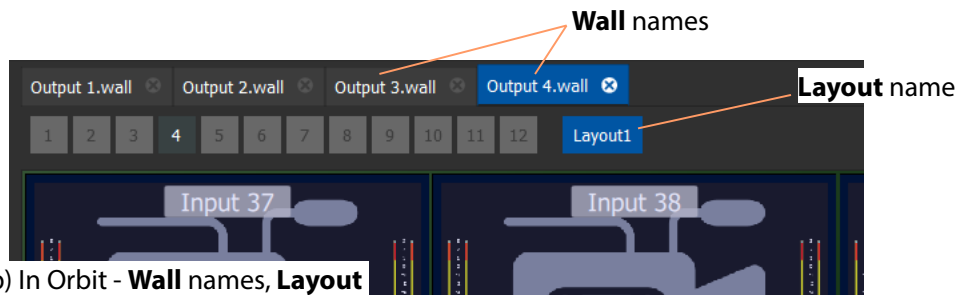 Wall names
Output 1.wall Output 2.wall Output 3.wall Output 4.wall
Layout name
1 2 3 4 5 6 7 8 9 10 11 12 Layout1
Input 37 Input 38
) In Orbit - Wall names, Layout